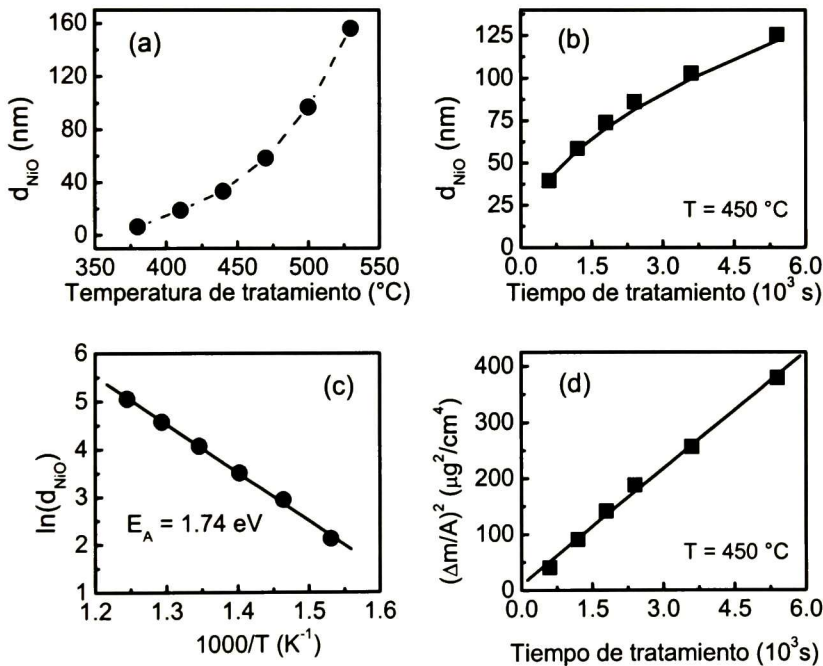 (a)
160
120
80
40
0
d_NiO (nm)
350 400 450 500 550
Temperatura de tratamiento (°C)
(b)
125
100
75
50
25
0
d_NiO (nm)
T = 450 °C
0.0 1.5 3.0 4.5 6.0
Tiempo de tratamiento (10³ s)
(c)
6
5
4
3
2
1
ln(d_NiO)
E_A = 1.74 eV
1.2 1.3 1.4 1.5 1.6
1000/T (K⁻¹)
(d)
400
300
200
100
0
(Δm/A)² (μg²/cm⁴)
T = 450 °C
0.0 1.5 3.0 4.5 6.0
Tiempo de tratamiento (10³s)